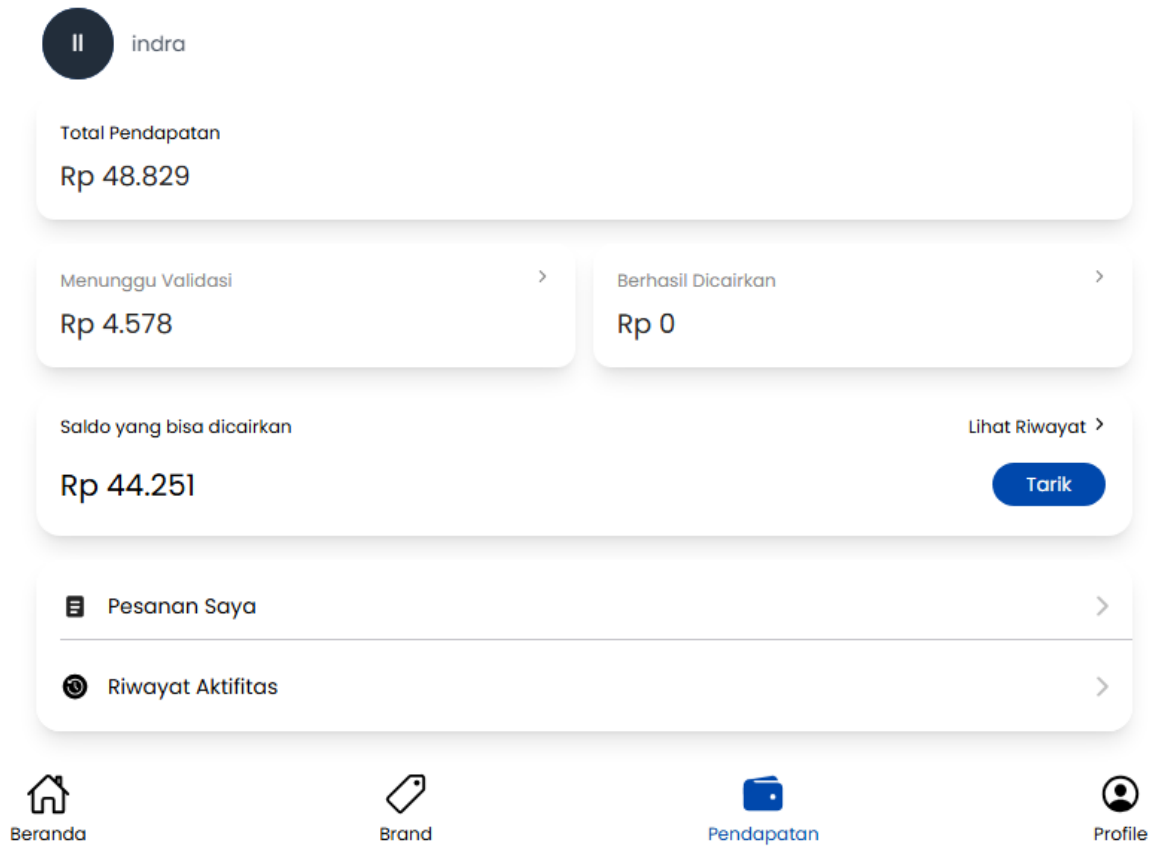 II
indra
Total Pendapatan
Rp 48.829
Menunggu Validasi
Rp 4.578
Berhasil Dicairkan
Rp 0
Saldo yang bisa dicairkan
Lihat Riwayat
Rp 44.251
Tarik
Pesanan Saya
Riwayat Aktifitas
Beranda
Brand
Pendapatan
Profile